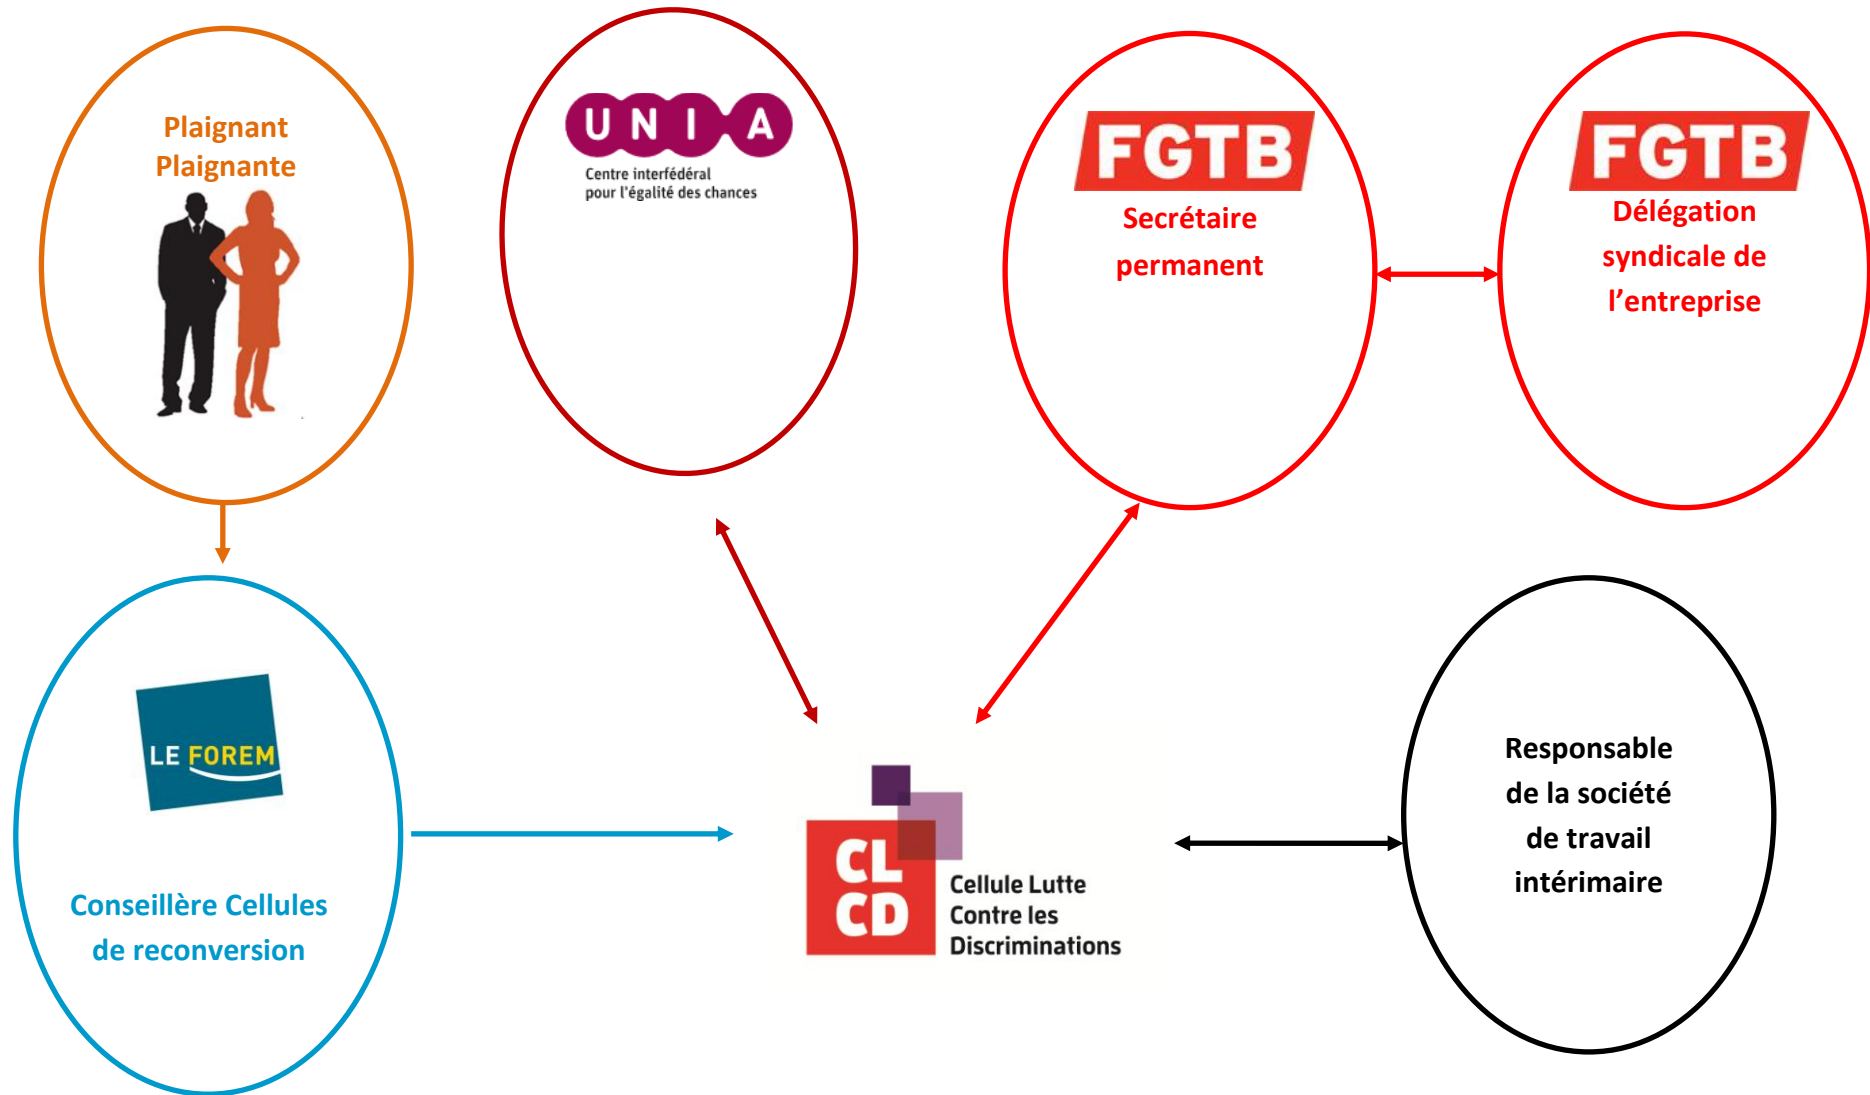 Plaignant
Plaignante
UNIA
Centre interfédéral
pour l'égalité des chances
FGTB
Secrétaire
permanent
FGTB
Délégation
syndicale de
l’entreprise
LE FOREM
Conseillère Cellules
de reconversion
CL
CD
Cellule Lutte
Contre les
Discriminations
Responsable
de la société
de travail
intérimaire